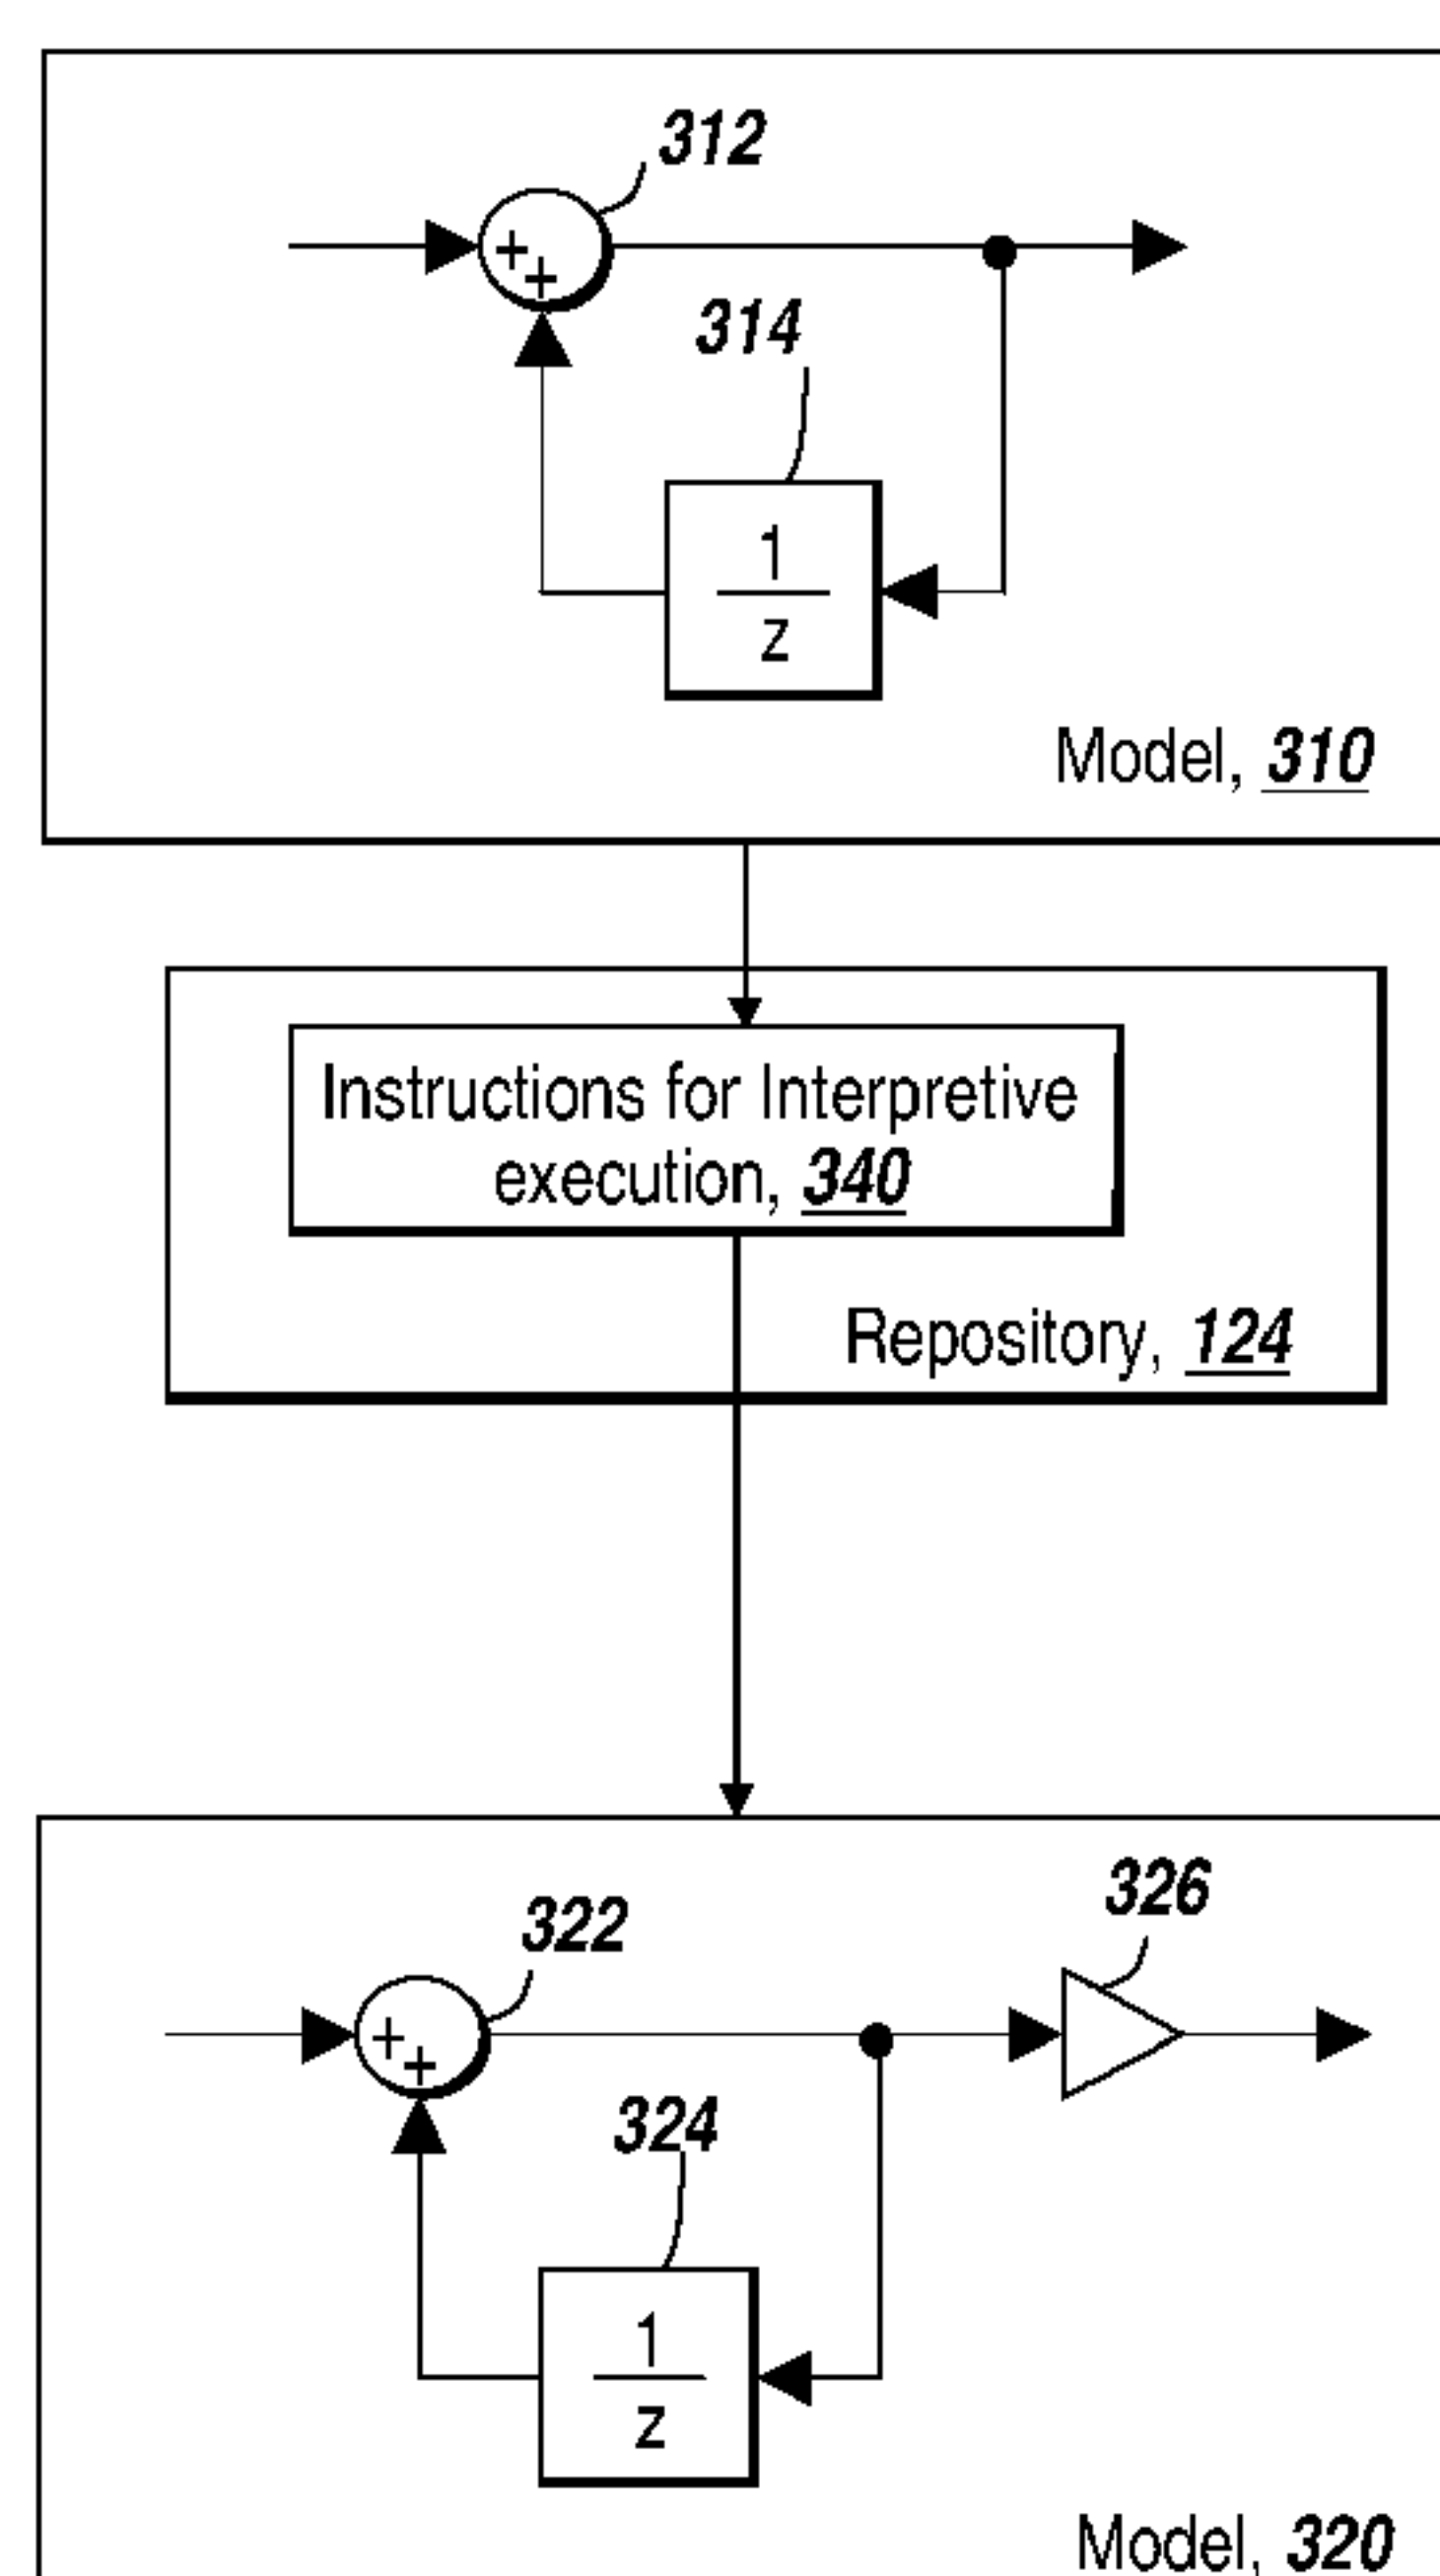 312
+
+
314
1
z
Model, 310
Instructions for Interpretive
execution, 340
Repository, 124
326
322
+
+
324
1
z
Model, 320